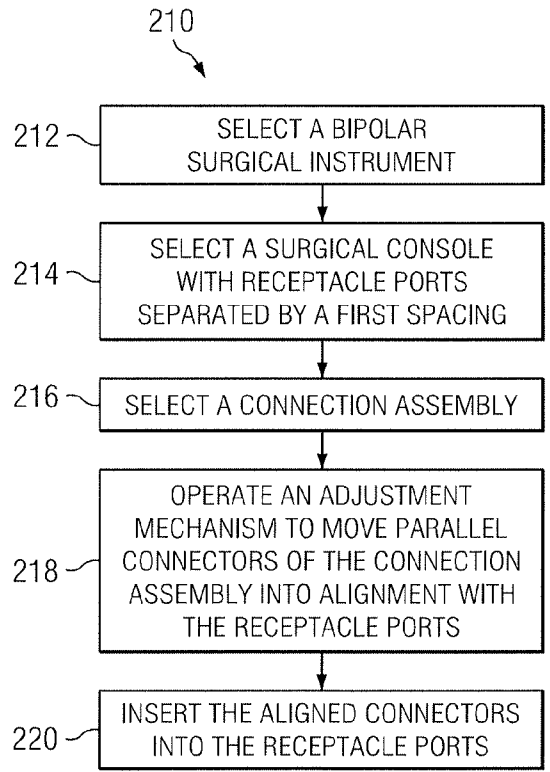 210
212
SELECT A BIPOLAR
SURGICAL INSTRUMENT
214
SELECT A SURGICAL CONSOLE
WITH RECEPTACLE PORTS
SEPARATED BY A FIRST SPACING
216
SELECT A CONNECTION ASSEMBLY
218
OPERATE AN ADJUSTMENT
MECHANISM TO MOVE PARALLEL
CONNECTORS OF THE CONNECTION
ASSEMBLY INTO ALIGNMENT WITH
THE RECEPTACLE PORTS
220
INSERT THE ALIGNED CONNECTORS
INTO THE RECEPTACLE PORTS